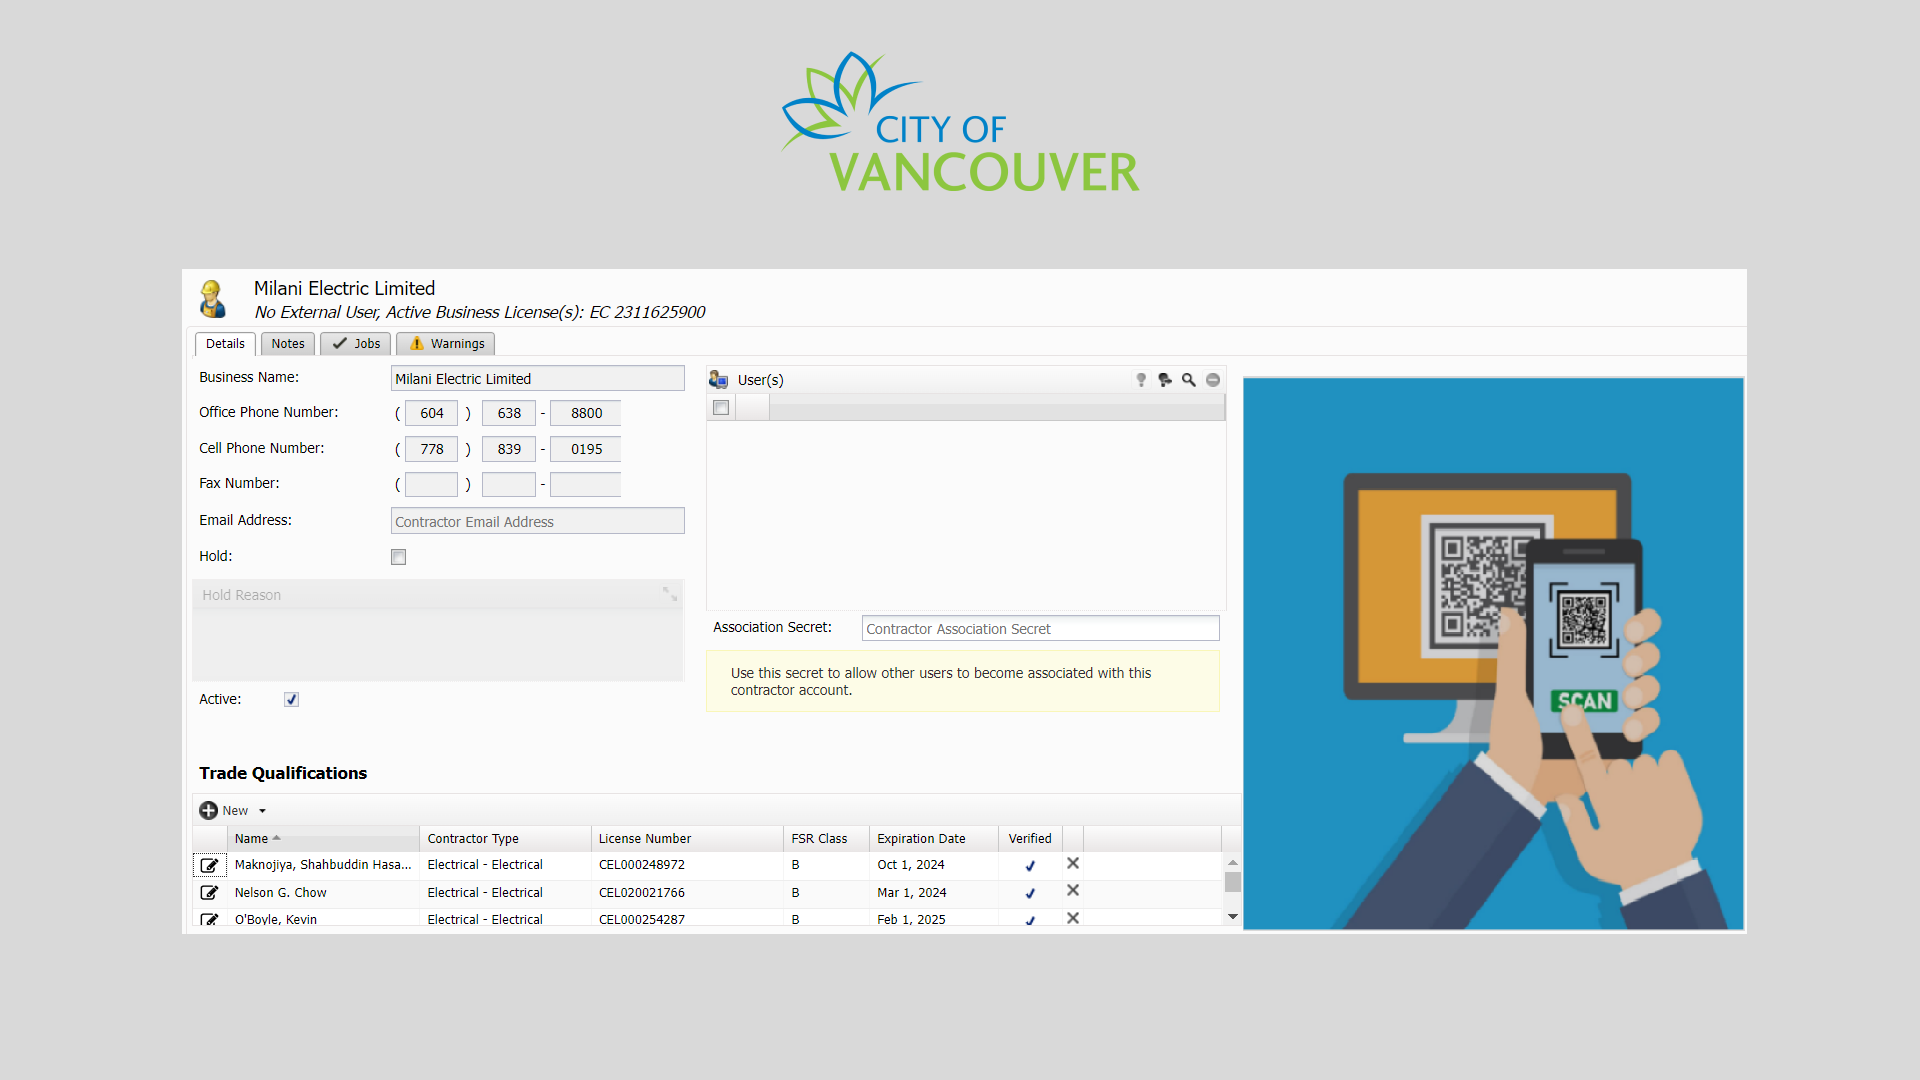 CITY OF
VANCOUVER
Milani Electric Limited
No External User, Active Business License(s): EC 2311625900
Details Notes Jobs Warnings
Business Name: Milani Electric Limited
Office Phone Number: ( 604 ) 638 - 8800
Cell Phone Number: ( 778 ) 839 - 0195
Fax Number: ( ) -
Email Address: Contractor Email Address
Hold:
Hold Reason
Active:
User(s)
Association Secret: Contractor Association Secret
Use this secret to allow other users to become associated with this
contractor account.
SCAN
Trade Qualifications
New
Name Contractor Type License Number FSR Class Expiration Date Verified
Maknojiya, Shahbuddin Hasa... Electrical - Electrical CEL000248972 B Oct 1, 2024
Nelson G. Chow Electrical - Electrical CEL020021766 B Mar 1, 2024
O'Boyle, Kevin Electrical - Electrical CEL000254287 B Feb 1, 2025